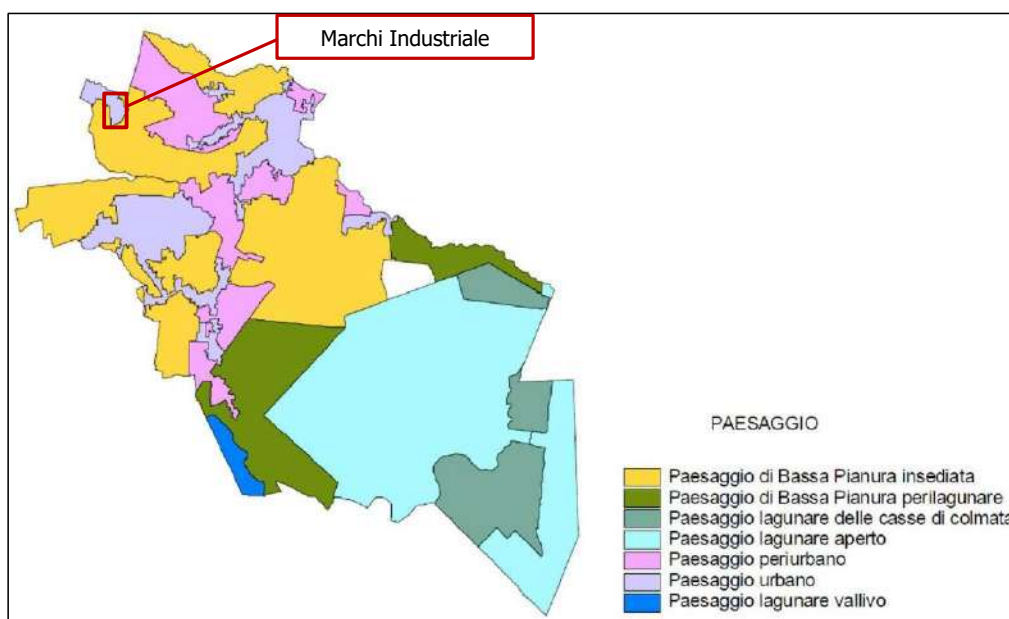 Marchi Industriale
PAESAGGIO
Paesaggio di Bassa Pianura insediata
Paesaggio di Bassa Pianura perilagunare
Paesaggio lagunare delle casse di colmata
Paesaggio lagunare aperto
Paesaggio periurbano
Paesaggio urbano
Paesaggio lagunare vallivo